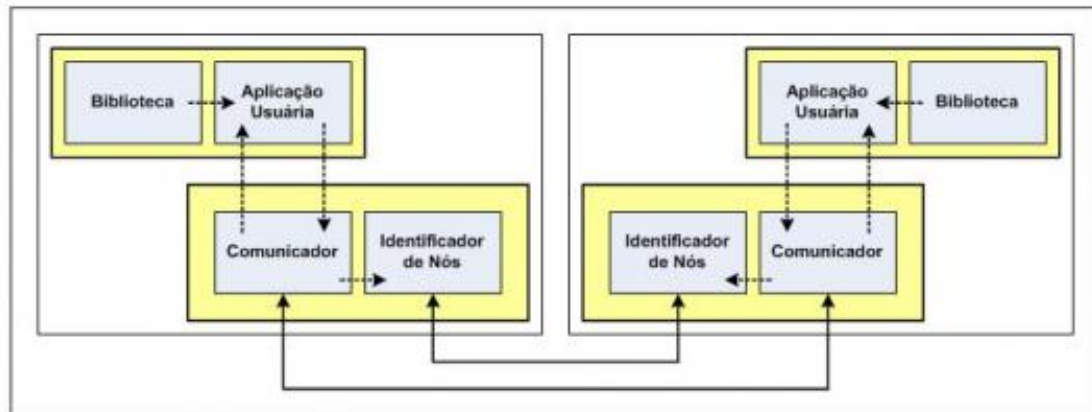 Biblioteca
Aplicação
Usuária
Aplicação
Usuária
Biblioteca
Comunicador
Identificador
de Nós
Identificador
de Nós
Comunicador